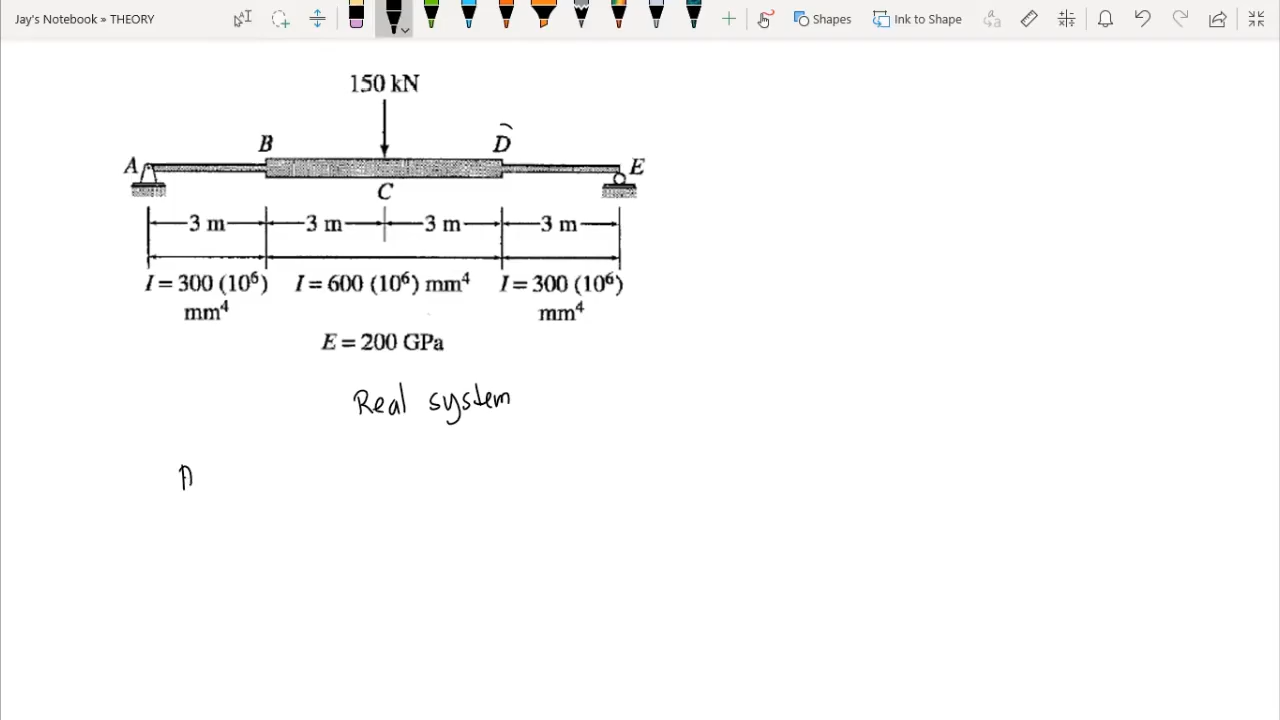 Jay's Notebook » THEORY
Shapes
Ink to Shape
150 kN
B
D
A
E
C
3 m 3 m 3 m 3 m
I = 300 (10⁶) I = 600 (10⁶) mm⁴ I = 300 (10⁶)
mm⁴ mm⁴
E = 200 GPa
Real system